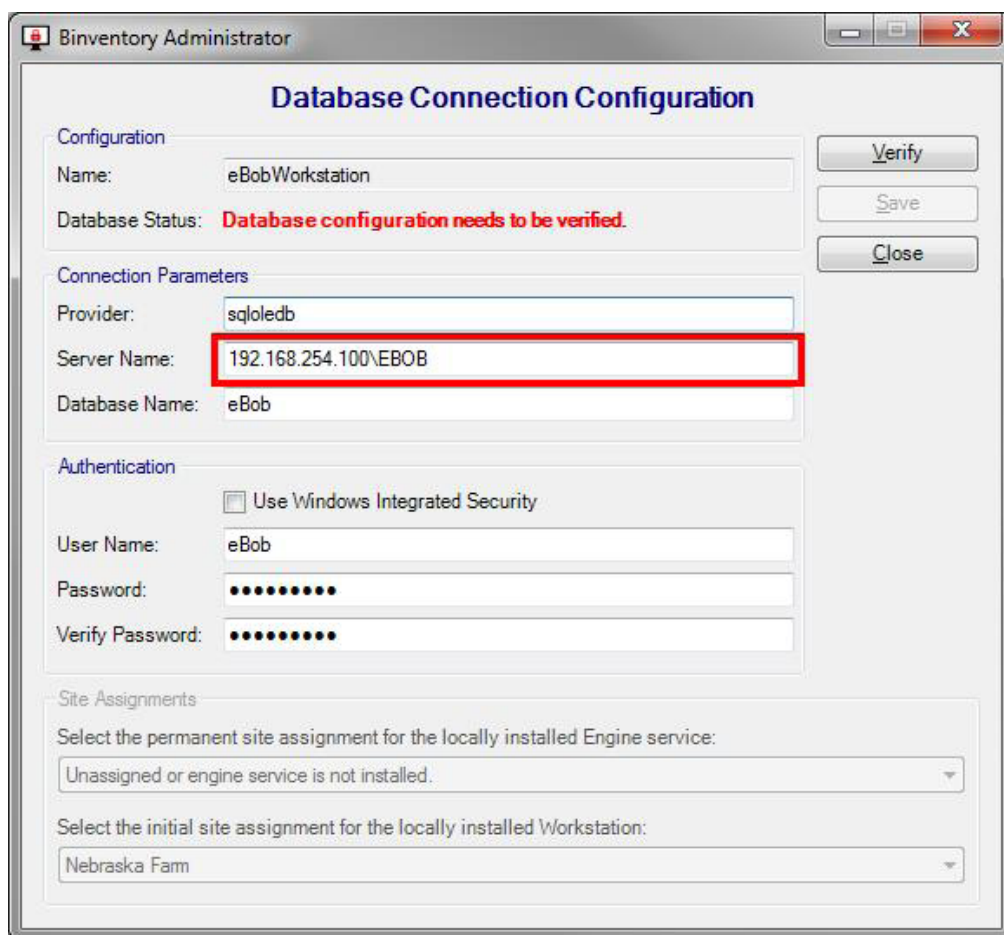 Binventory Administrator
Database Connection Configuration
Configuration
Name: eBobWorkstation
Database Status: Database configuration needs to be verified.
Verify
Save
Close
Connection Parameters
Provider: sqloledb
Server Name: 192.168.254.100\EBOB
Database Name: eBob
Authentication
Use Windows Integrated Security
User Name: eBob
Password: ●●●●●●●●●
Verify Password: ●●●●●●●●●
Site Assignments
Select the permanent site assignment for the locally installed Engine service:
Unassigned or engine service is not installed.
Select the initial site assignment for the locally installed Workstation:
Nebraska Farm